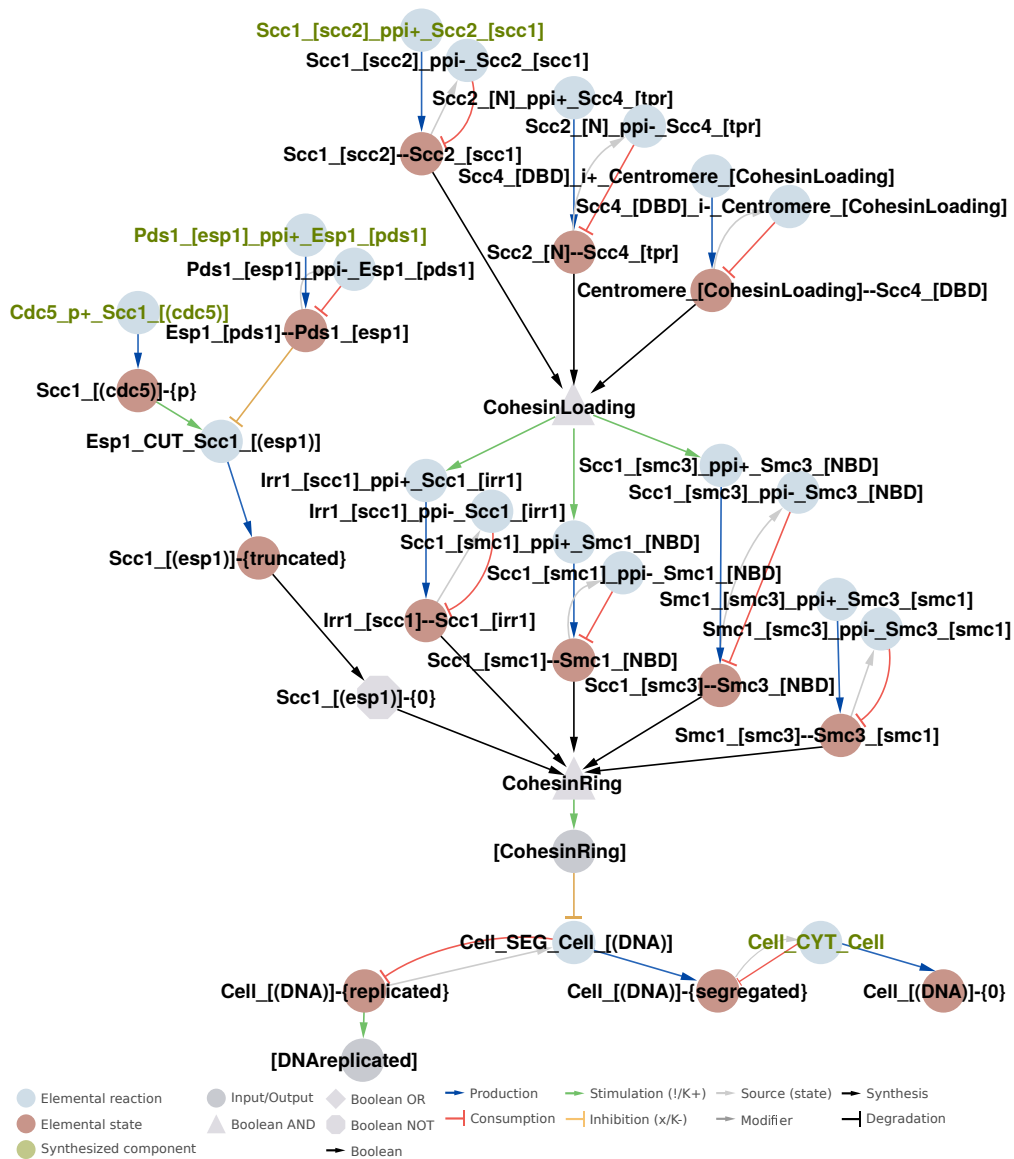 Scc1_[scc2]_ppi+_Scc2_[scc1]
Scc1_[scc2]_ppi-_Scc2_[scc1]
Scc2_[N]_ppi+_Scc4_[tpr]
Scc2_[N]_ppi-_Scc4_[tpr]
Scc1_[scc2]--Scc2_[scc1]
Scc4_[DBD]_i+_Centromere_[CohesinLoading]
Scc4_[DBD]_i-_Centromere_[CohesinLoading]
Pds1_[esp1]_ppi+_Esp1_[pds1]
Scc2_[N]--Scc4_[tpr]
Pds1_[esp1]_ppi-_Esp1_[pds1]
Centromere_[CohesinLoading]--Scc4_[DBD]
Cdc5_p+_Scc1_[(cdc5)]
Esp1_[pds1]--Pds1_[esp1]
Scc1_[(cdc5)]-{p}
CohesinLoading
Esp1_CUT_Scc1_[(esp1)]
Scc1_[smc3]_ppi+_Smc3_[NBD]
Irr1_[scc1]_ppi+_Scc1_[irr1]
Scc1_[smc3]_ppi-_Smc3_[NBD]
Irr1_[scc1]_ppi-_Scc1_[irr1]
Scc1_[smc1]_ppi+_Smc1_[NBD]
Scc1_[(esp1)]-{truncated}
Scc1_[smc1]_ppi-_Smc1_[NBD]
Smc1_[smc3]_ppi+_Smc3_[smc1]
Irr1_[scc1]--Scc1_[irr1]
Smc1_[smc3]_ppi-_Smc3_[smc1]
Scc1_[smc1]--Smc1_[NBD]
Scc1_[smc3]--Smc3_[NBD]
Scc1_[(esp1)]-{0}
Smc1_[smc3]--Smc3_[smc1]
CohesinRing
[CohesinRing]
Cell_SEG_Cell_[(DNA)]
Cell_CYT_Cell
Cell_[(DNA)]-{replicated}
Cell_[(DNA)]-{segregated}
Cell_[(DNA)]-{0}
[DNAreplicated]
Elemental reaction
Input/Output
Boolean OR
Production
Stimulation (!/K+)
Source (state)
Synthesis
Elemental state
Boolean AND
Boolean NOT
Consumption
Inhibition (x/K-)
Modifier
Degradation
Synthesized component
Boolean